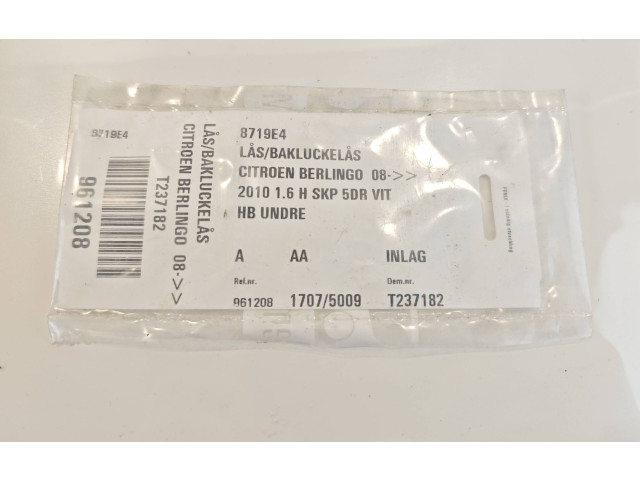 8719E4
961208
LÅS/BAKLUCKELÅS
CITROEN BERLINGO 08->>
T237182
8719E4
LÅS/BAKLUCKELÅS
CITROEN BERLINGO 08->>
2010 1.6 H SKP 5DR VIT
HB UNDRE
A AA INLAG
Rel.nr. Dem.nr.
961208 1707/5009 T237182